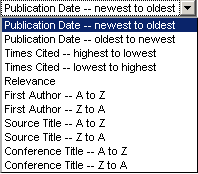 Publication Date -- newest to oldest
Publication Date -- newest to oldest
Publication Date -- oldest to newest
Times Cited -- highest to lowest
Times Cited -- lowest to highest
Relevance
First Author -- A to Z
First Author -- Z to A
Source Title -- A to Z
Source Title -- Z to A
Conference Title -- A to Z
Conference Title -- Z to A